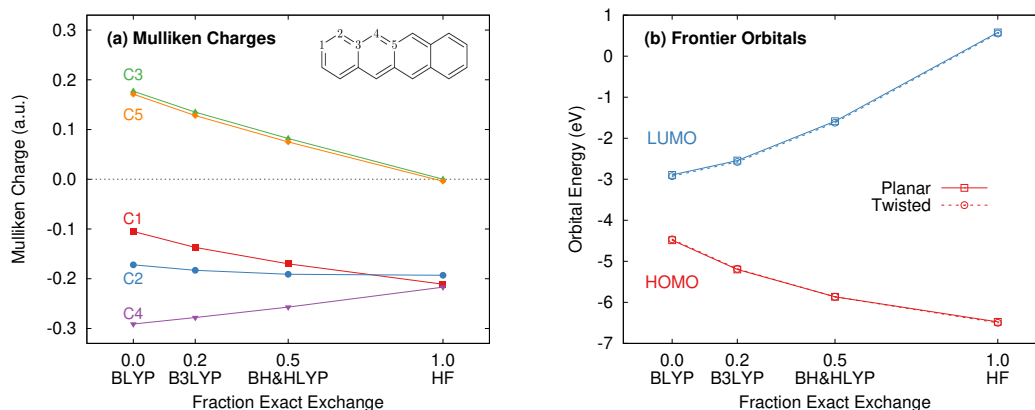 (a) Mulliken Charges
1
2
3
4
5
C3
C5
C1
C2
C4
0.3
0.2
0.1
0.0
-0.1
-0.2
-0.3
Mulliken Charge (a.u.)
0.0 0.2 0.5 1.0
BLYP B3LYP BH&HLYP HF
Fraction Exact Exchange
(b) Frontier Orbitals
LUMO
Planar
Twisted
HOMO
1
0
-1
-2
-3
-4
-5
-6
-7
Orbital Energy (eV)
0.0 0.2 0.5 1.0
BLYP B3LYP BH&HLYP HF
Fraction Exact Exchange